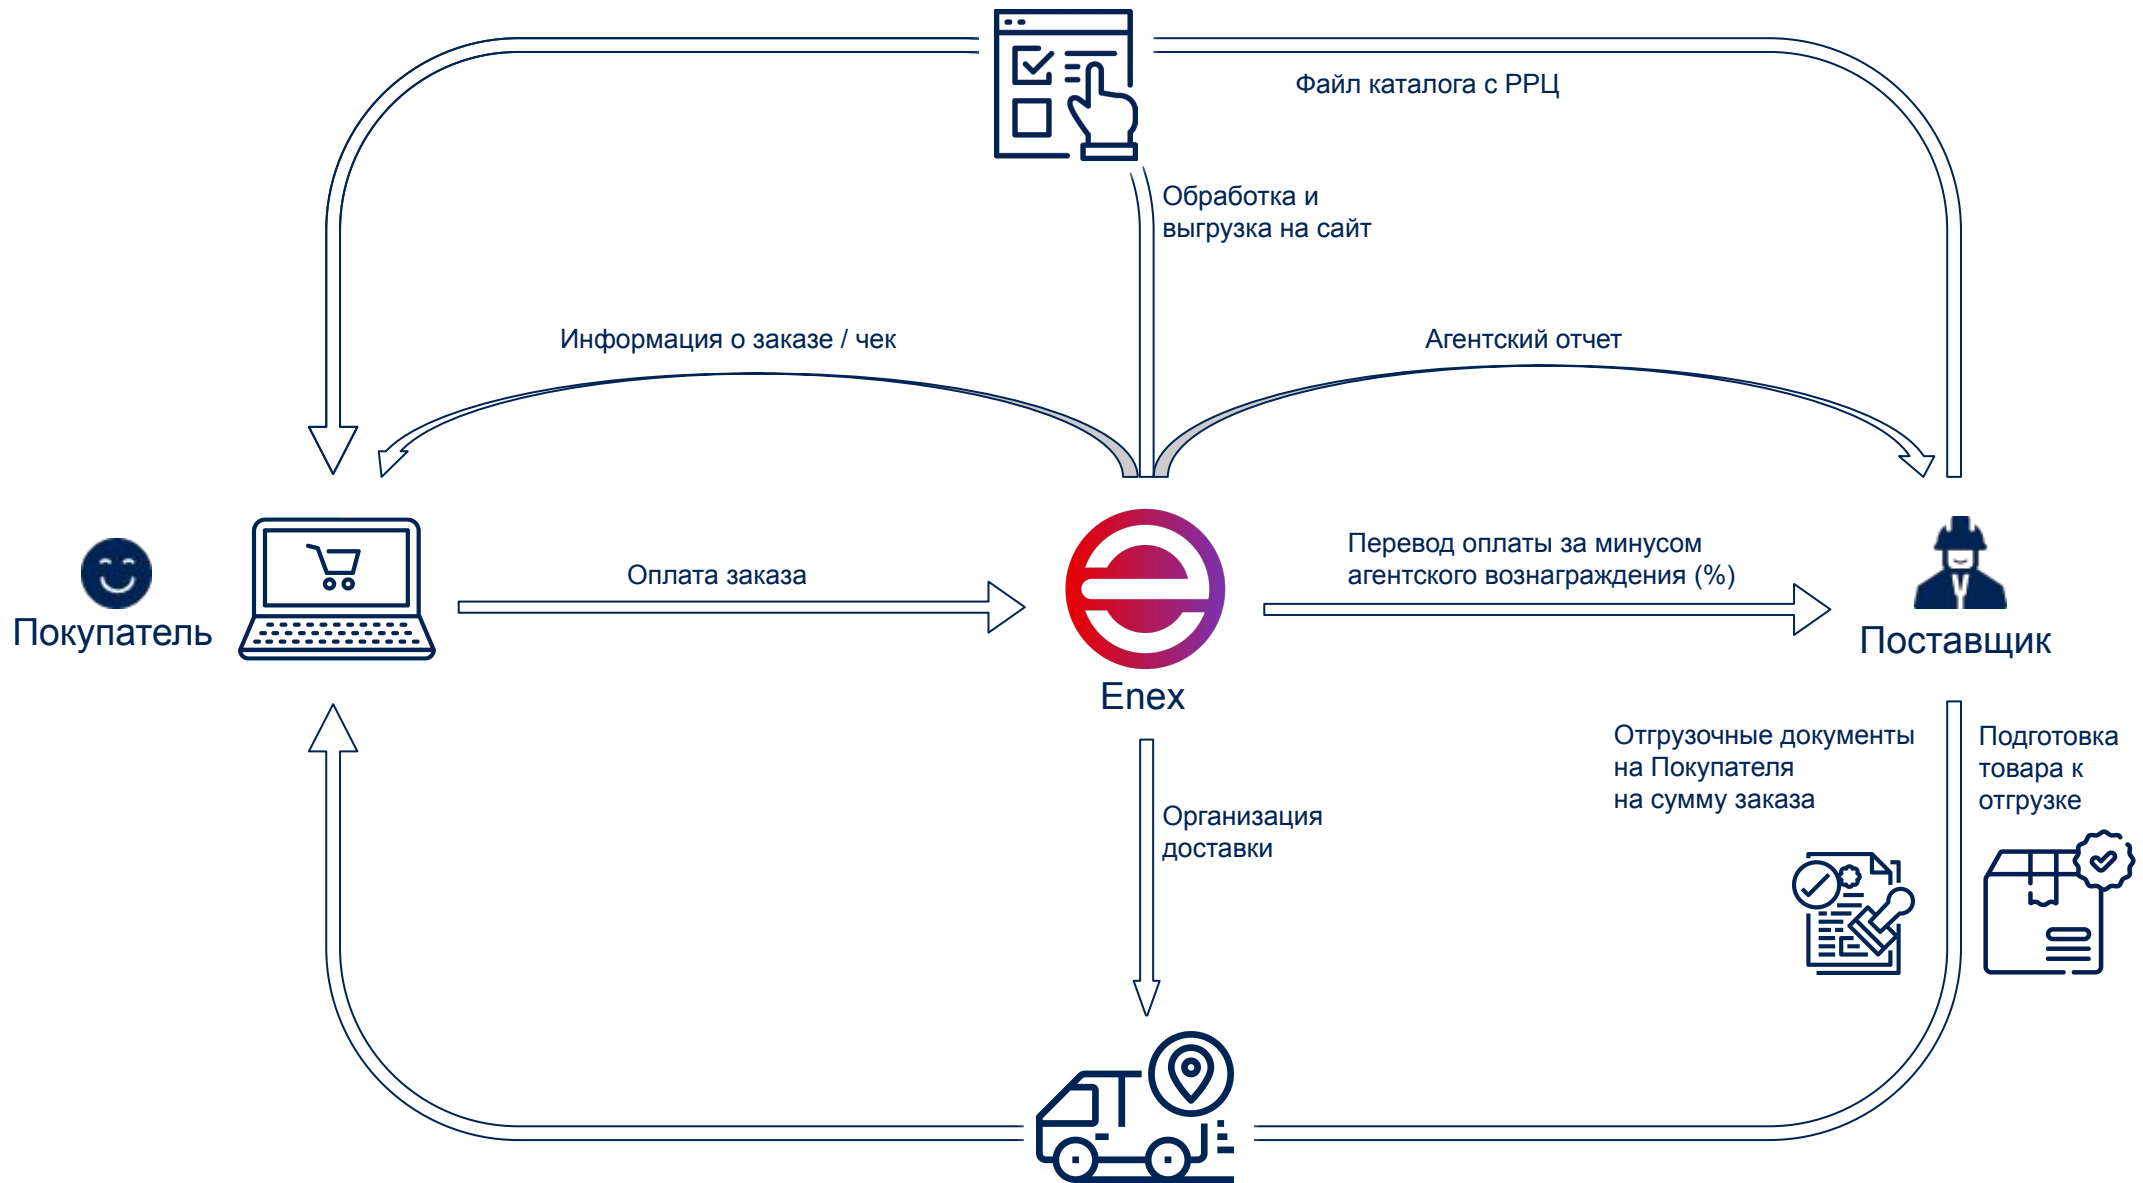 Файл каталога с РРЦ
Обработка и
выгрузка на сайт
Информация о заказе / чек
Агентский отчет
Оплата заказа
Перевод оплаты за минусом
агентского вознаграждения (%)
Покупатель
Enex
Поставщик
Отгрузочные документы
на Покупателя
на сумму заказа
Подготовка
товара к
отгрузке
Организация
доставки